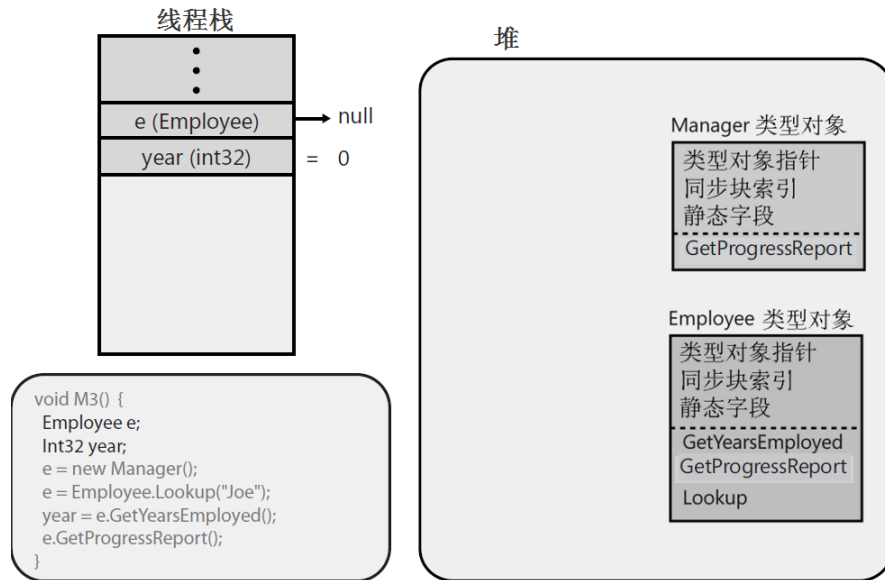 线程栈
e (Employee)
null
year (int32)
= 0
void M3() {
Employee e;
Int32 year;
e = new Manager();
e = Employee.Lookup("Joe");
year = e.GetYearsEmployed();
e.GetProgressReport();
}
堆
Manager 类型对象
类型对象指针
同步块索引
静态字段
GetProgressReport
Employee 类型对象
类型对象指针
同步块索引
静态字段
GetYearsEmployed
GetProgressReport
Lookup